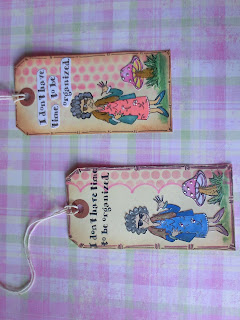 I don't have
time to be
organized
I don't have time
to be organized